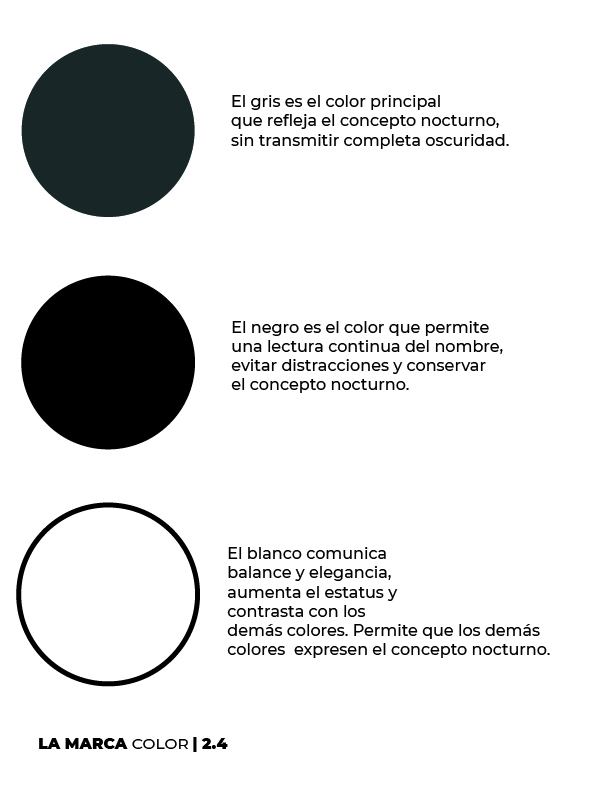 El gris es el color principal
que refleja el concepto nocturno,
sin transmitir completa oscuridad.
El negro es el color que permite
una lectura continua del nombre,
evitar distracciones y conservar
el concepto nocturno.
El blanco comunica
balance y elegancia,
aumenta el estatus y
contrasta con los
demás colores. Permite que los demás
colores  expresen el concepto nocturno.
LA MARCA COLOR | 2.4